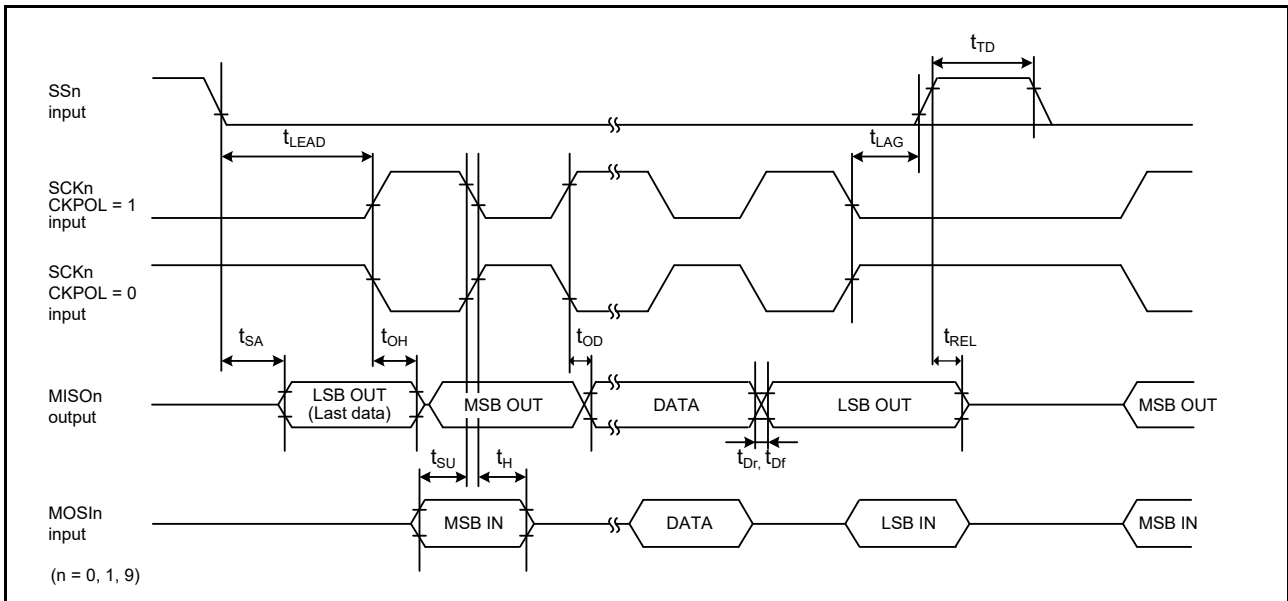 tTD
SSn
input
tLEAD
tLAG
SCKn
CKPOL = 1
input
SCKn
CKPOL = 0
input
tSA
tOH
tOD
tREL
MISOn
output
LSB OUT
(Last data)
MSB OUT
DATA
LSB OUT
MSB OUT
tSU
tH
tDr, tDf
MOSIn
input
MSB IN
DATA
LSB IN
MSB IN
(n = 0, 1, 9)